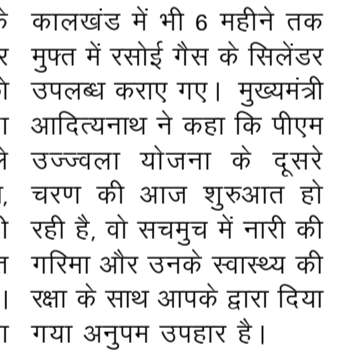 कालखंड में भी 6 महीने तक
मुफ्त में रसोई गैस के सिलेंडर
उपलब्ध कराए गए। मुख्यमंत्री
आदित्यनाथ ने कहा कि पीएम
उज्ज्वला योजना के दूसरे
चरण की आज शुरुआत हो
रही है, वो सचमुच में नारी की
गरिमा और उनके स्वास्थ्य की
रक्षा के साथ आपके द्वारा दिया
गया अनुपम उपहार है।